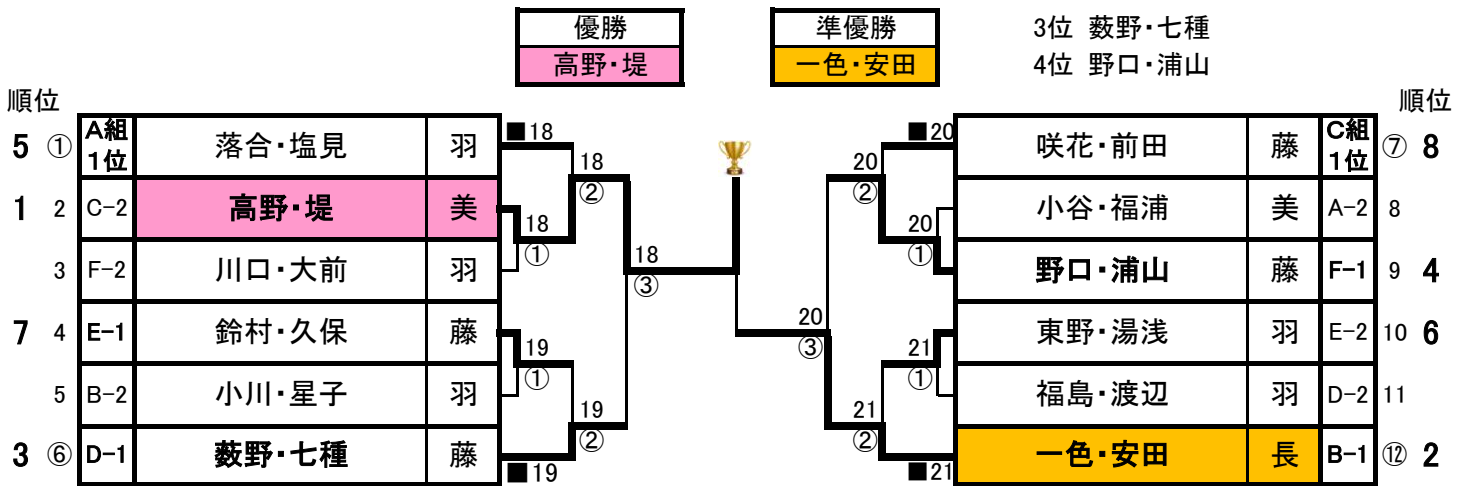 優勝 準優勝 3位 薮野・七種
高野・堤 一色・安田 4位 野口・浦山
順位 順位
5 ① A組1位 落合・塩見 羽 ■18 ■20 咲花・前田 藤 C組1位 ⑦ 8
18 ② 20 ②
1 2 C-2 高野・堤 美 小谷・福浦 美 A-2 8
18 ① 20 ①
3 F-2 川口・大前 羽 18 ③ 野口・浦山 藤 F-1 9 4
7 4 E-1 鈴村・久保 藤 20 ③ 東野・湯浅 羽 E-2 10 6
19 ① 21 ①
5 B-2 小川・星子 羽 福島・渡辺 羽 D-2 11
19 ② 21 ②
3 ⑥ D-1 薮野・七種 藤 ■19 ■21 一色・安田 長 B-1 ⑫ 2